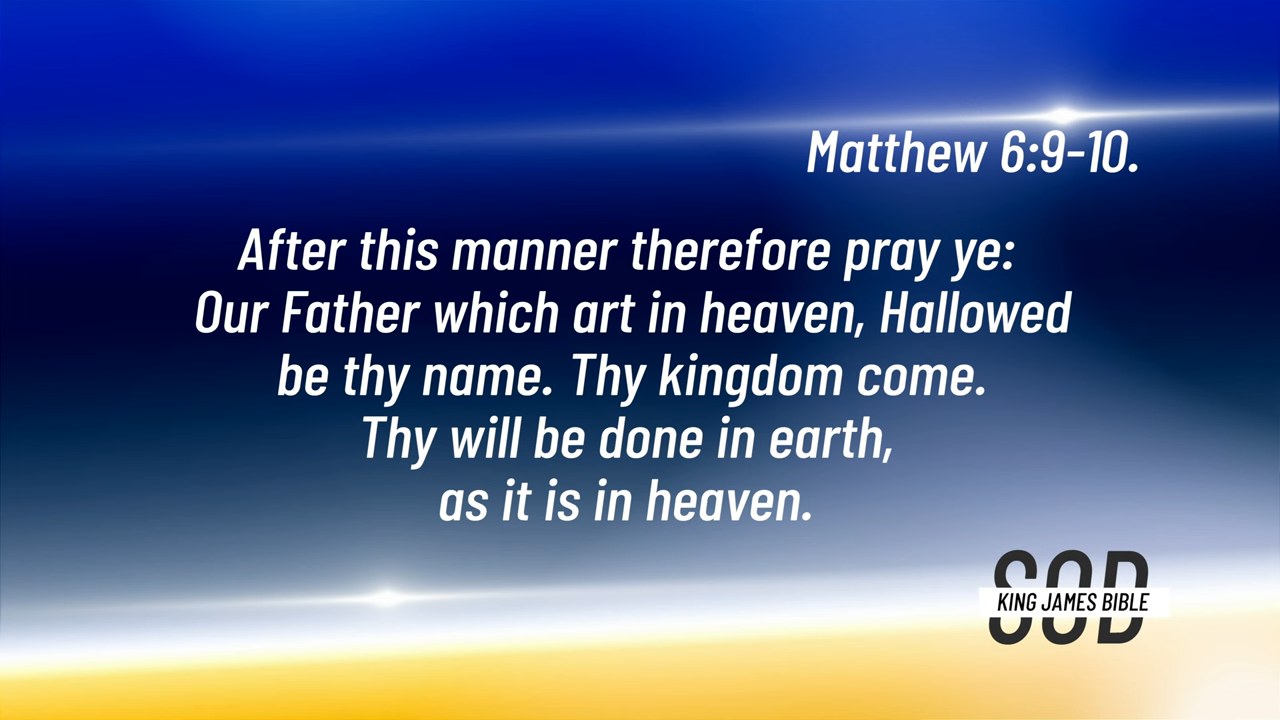 Matthew 6:9-10.
After this manner therefore pray ye:
Our Father which art in heaven, Hallowed
be thy name. Thy kingdom come.
Thy will be done in earth,
as it is in heaven.
SOD
KING JAMES BIBLE